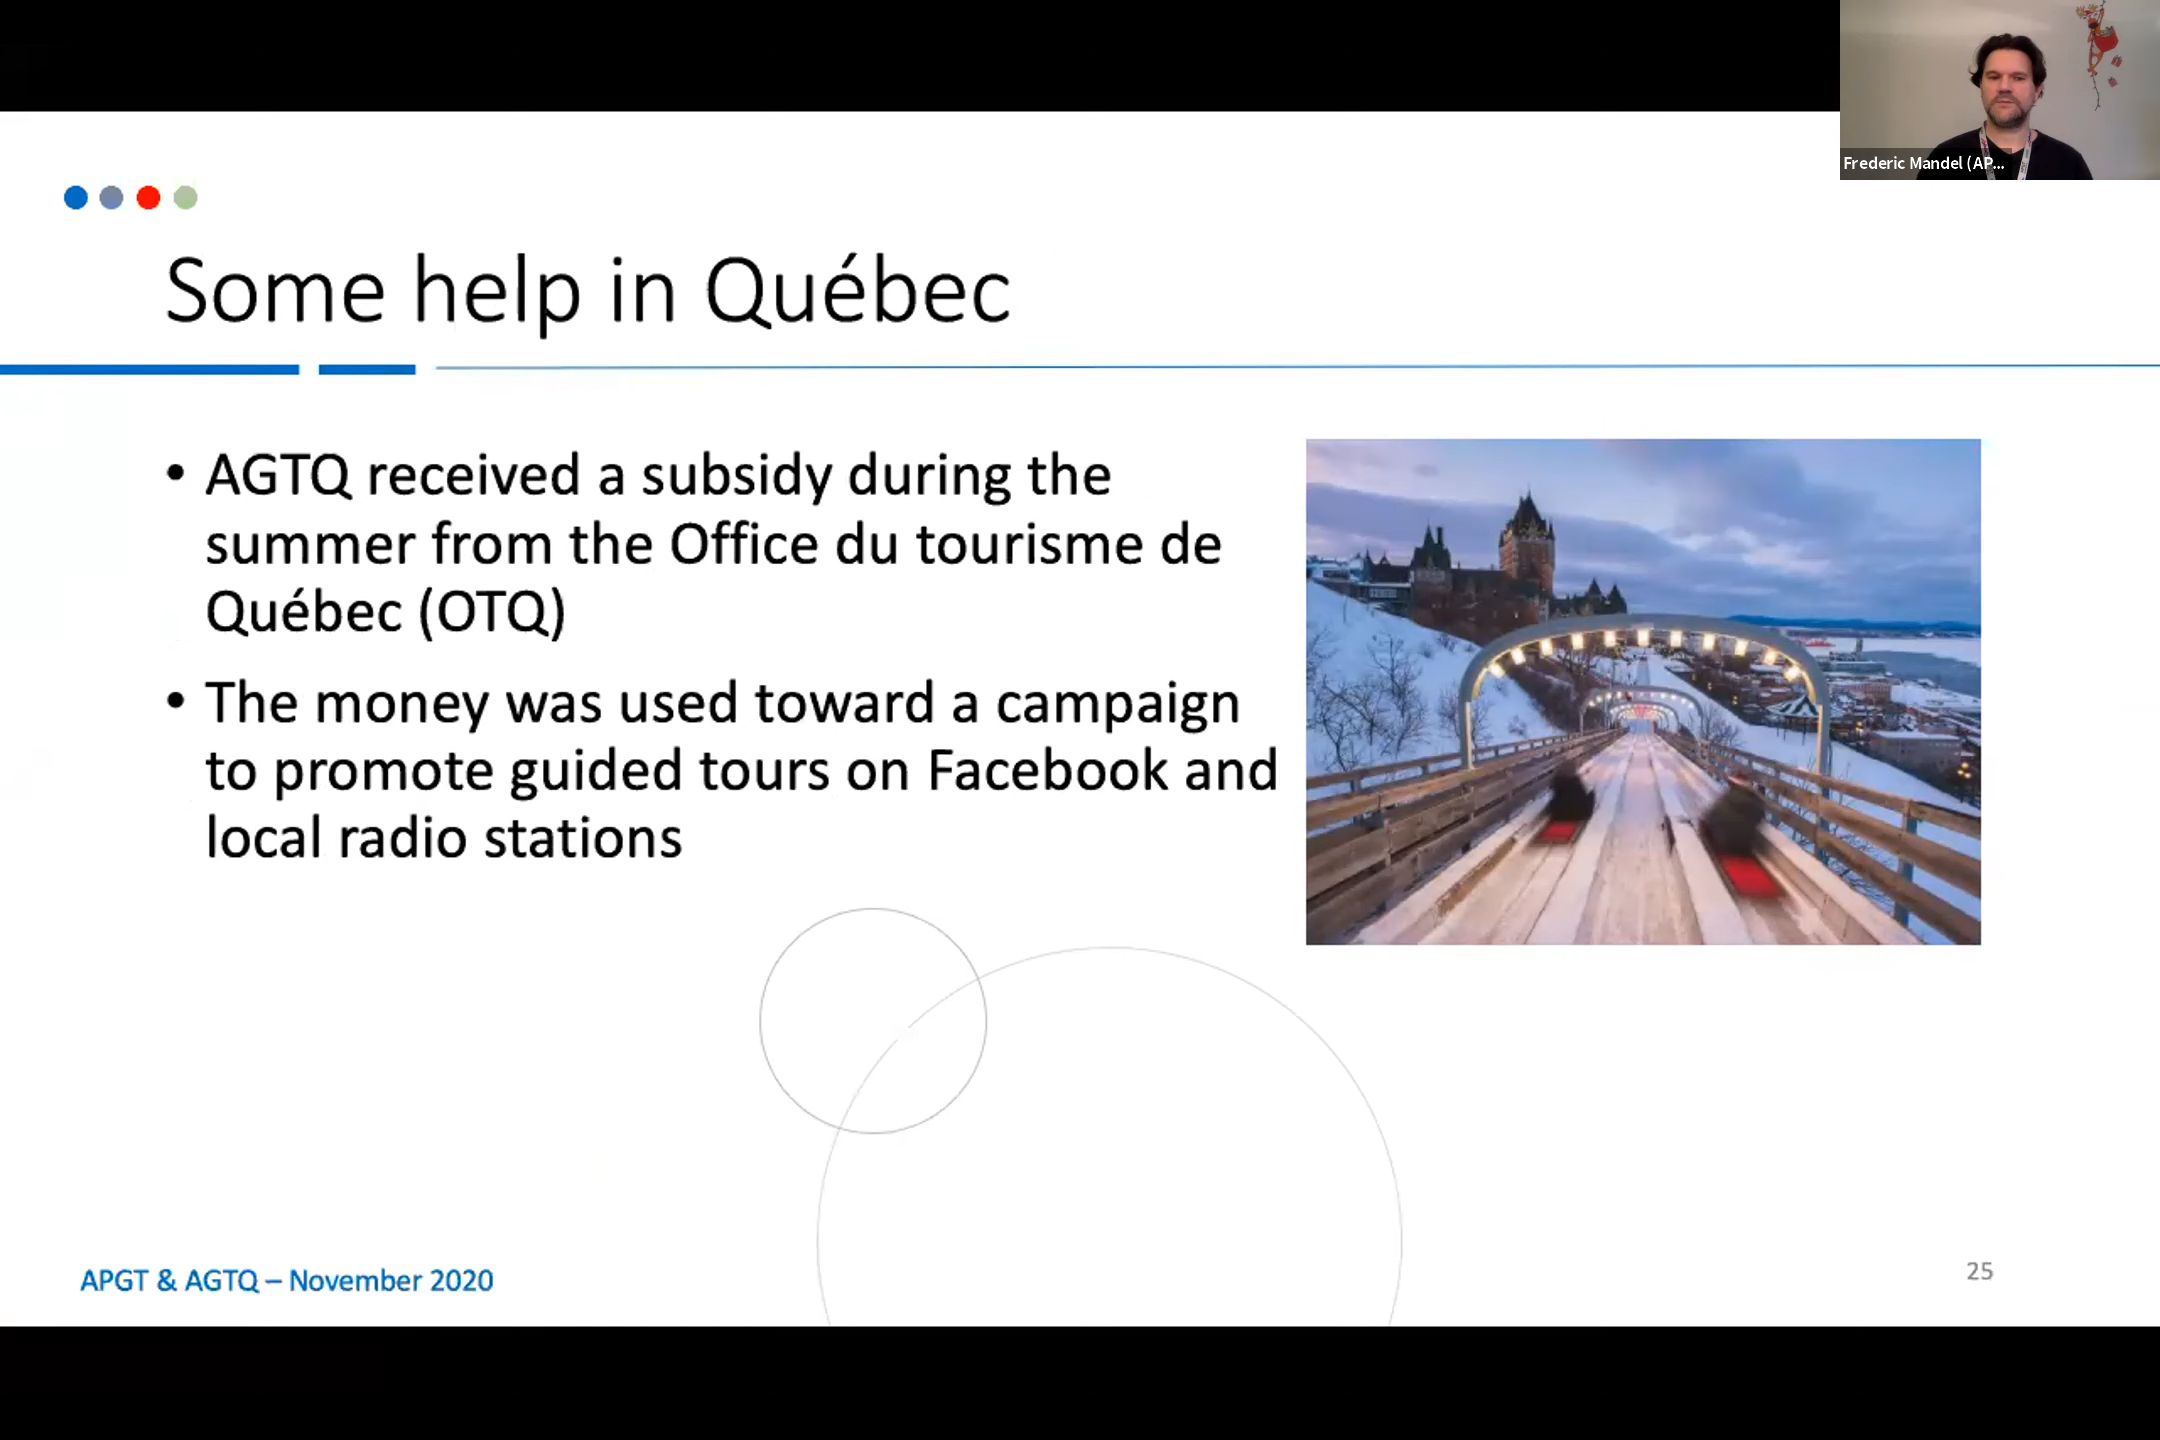 Frederic Mandel (AP...
Some help in Québec
• AGTQ received a subsidy during the
summer from the Office du tourisme de
Québec (OTQ)
• The money was used toward a campaign
to promote guided tours on Facebook and
local radio stations
APGT & AGTQ – November 2020
25